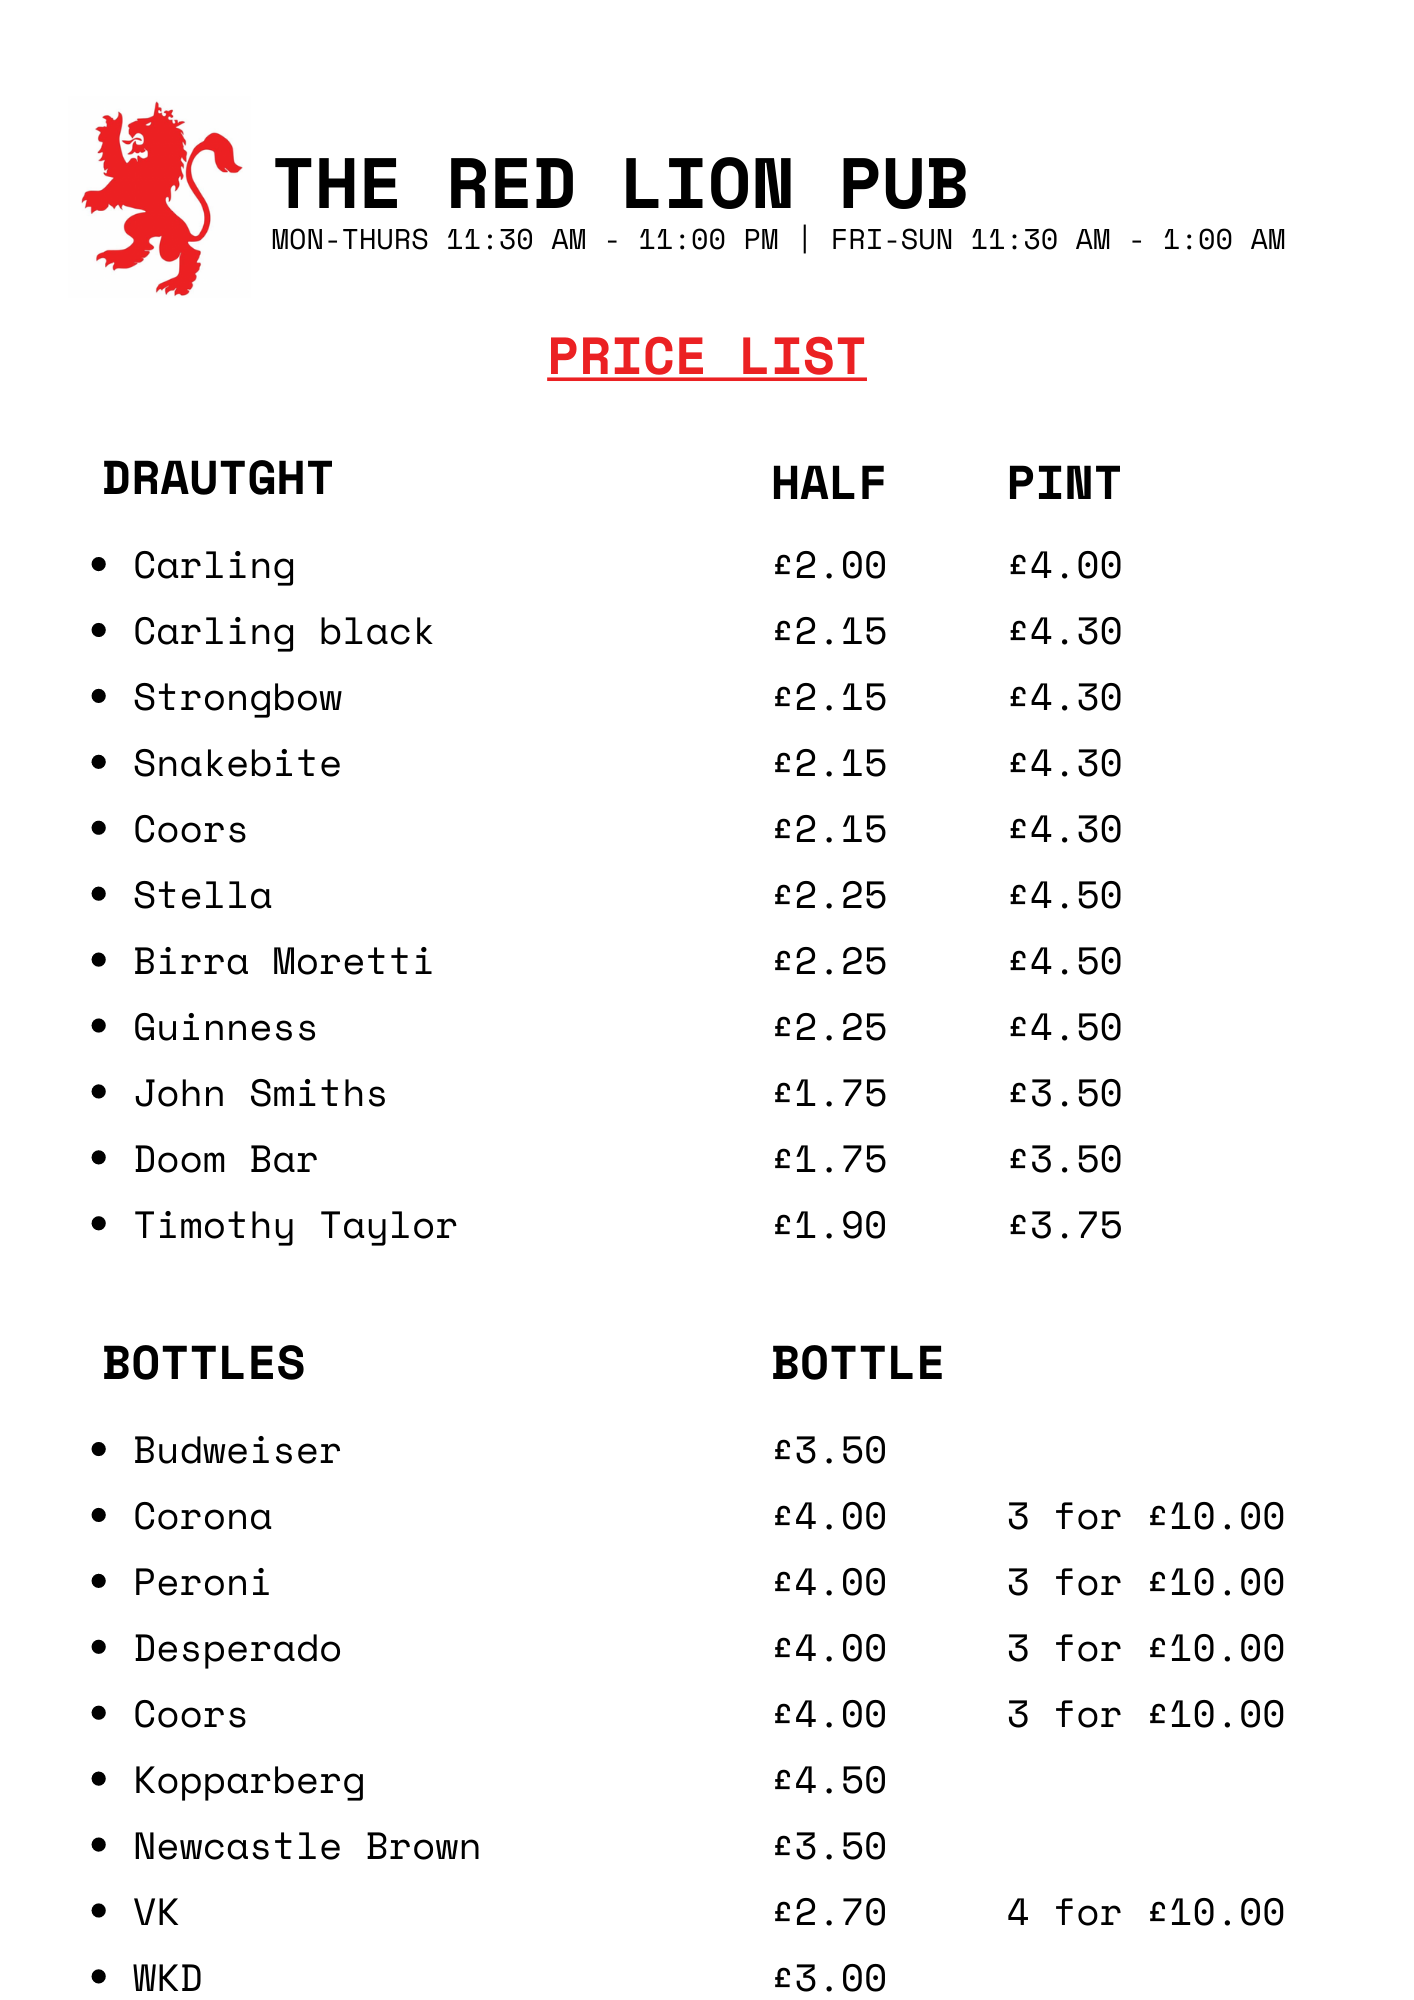 THE RED LION PUB
MON-THURS 11:30 AM - 11:00 PM | FRI-SUN 11:30 AM - 1:00 AM
PRICE LIST
DRAUTGHT HALF PINT
• Carling £2.00 £4.00
• Carling black £2.15 £4.30
• Strongbow £2.15 £4.30
• Snakebite £2.15 £4.30
• Coors £2.15 £4.30
• Stella £2.25 £4.50
• Birra Moretti £2.25 £4.50
• Guinness £2.25 £4.50
• John Smiths £1.75 £3.50
• Doom Bar £1.75 £3.50
• Timothy Taylor £1.90 £3.75
BOTTLES BOTTLE
• Budweiser £3.50
• Corona £4.00 3 for £10.00
• Peroni £4.00 3 for £10.00
• Desperado £4.00 3 for £10.00
• Coors £4.00 3 for £10.00
• Kopparberg £4.50
• Newcastle Brown £3.50
• VK £2.70 4 for £10.00
• WKD £3.00